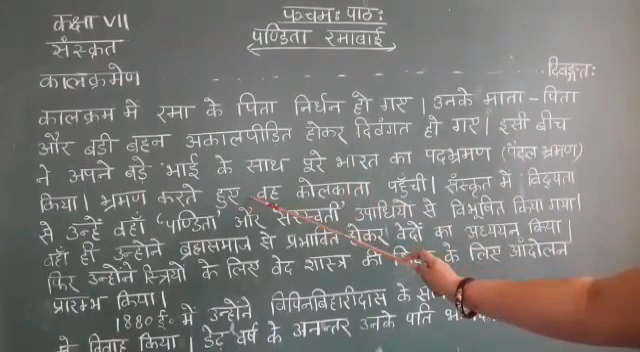 कक्षा VII
संस्कृत
पञ्चमः पाठः
पण्डिता रमाबाई
कालक्रमेण - - - - - - - - - - दिवङ्गतः
कालक्रम मे रमा के पिता निर्धन हो गए। उनके माता - पिता
और बडी बहन अकालपीडित होकर दिवंगत हो गए। इसी बीच
ने अपने बडे भाई के साथ पूरे भारत का पदभ्रमण (पैदल भ्रमण)
किया। भ्रमण करते हुए वह कोलकाता पहुँची। संस्कृत में विद्वता
से उन्हें वहाँ 'पण्डिता' और 'सरस्वती' उपाधियों से विभूषित किया गया।
वहाँ ही उन्होंने ब्रह्मसमाज से प्रभावित होकर वेदों का अध्ययन किया।
फिर उन्होंने स्त्रियों के लिए वेद शास्त्र की के लिए आंदोलन
प्रारम्भ किया।
1880 ई० में उन्होंने विपिनबिहारीदास के
मे विवाह किया। डेढ़ वर्ष के अनन्तर उनके पति